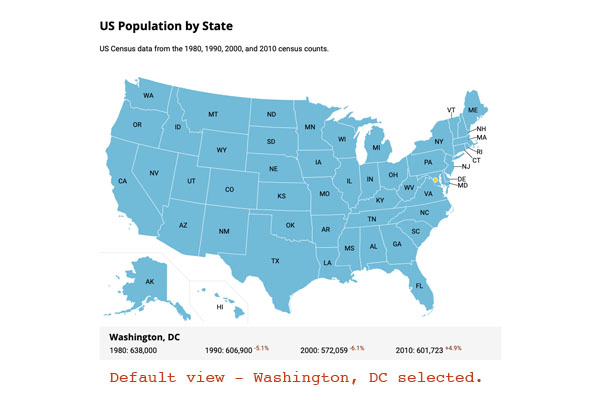 US Population by State
US Census data from the 1980, 1990, 2000, and 2010 census counts.
WA
MT
ND
MN
VT
ME
OR
ID
SD
WI
MI
NY
NH
MA
RI
CT
WY
NE
IA
PA
NJ
CA
NV
UT
CO
KS
MO
IL
IN
OH
WV
VA
DE
MD
KY
AZ
NM
OK
AR
TN
NC
SC
TX
LA
MS
AL
GA
FL
AK
HI
Washington, DC
1980: 638,000 1990: 606,900 -5.1% 2000: 572,059 -6.1% 2010: 601,723 +4.9%
Default view - Washington, DC selected.